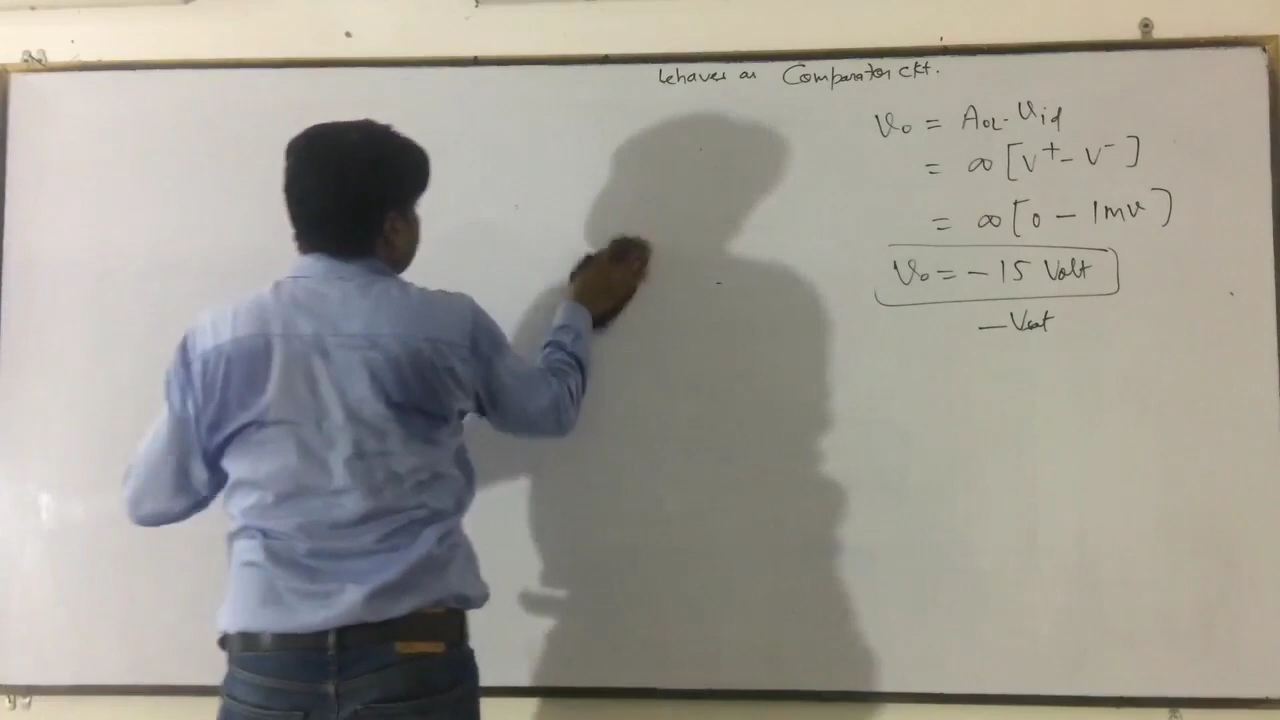 behaves as Comparator ckt.
Vo = AOL. Vid
= ∞ [V+ - V-]
= ∞ [0 - 1mv]
Vo = - 15 Volt
- Vsat